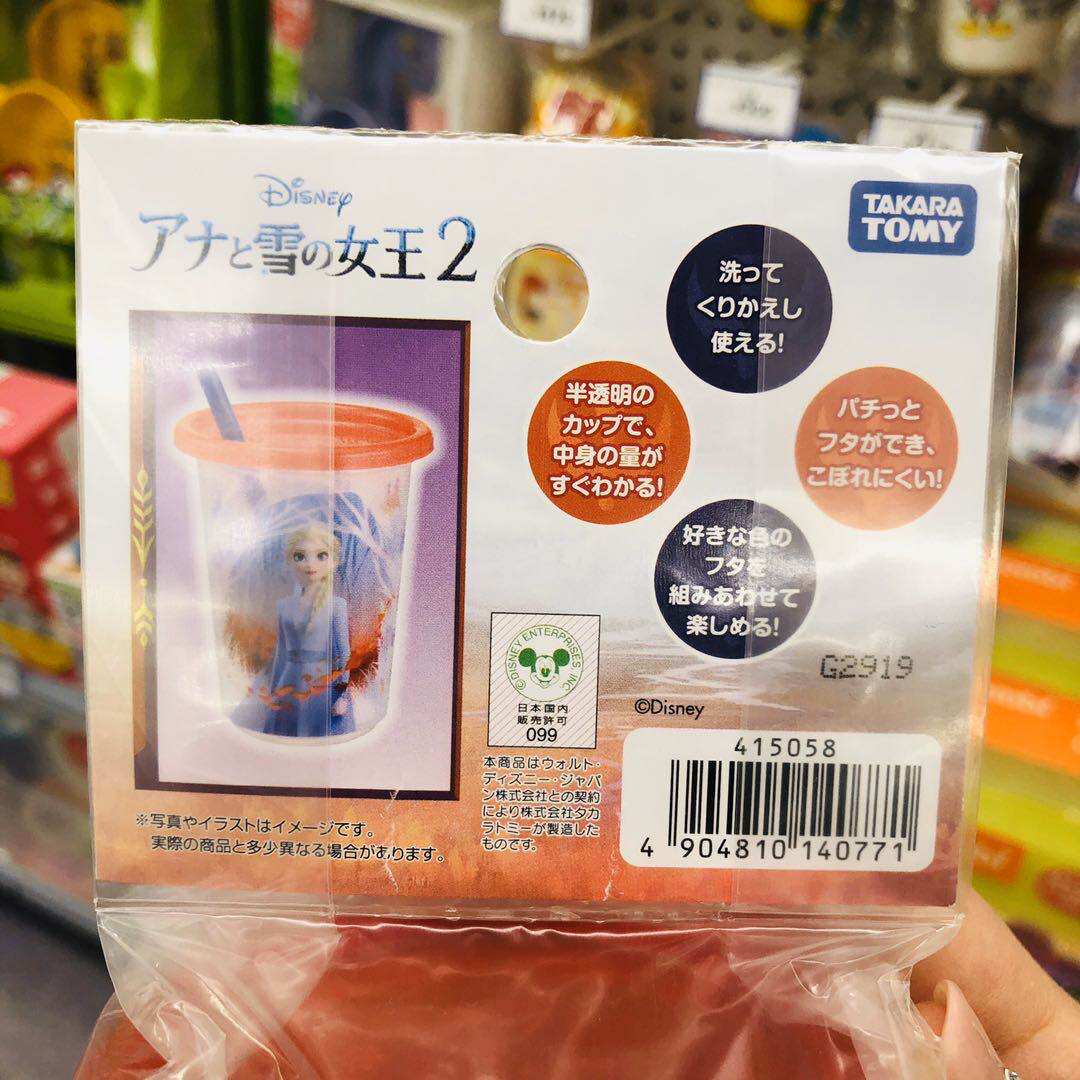 Disney
アナと雪の女王2
TAKARA
TOMY
洗って
くりかえし
使える!
半透明の
カップで、
中身の量が
すぐわかる!
パチっと
フタができ、
こぼれにくい!
好きな色の
フタを
組みあわせて
楽しめる!
G2919
©DISNEY ENTERPRISES INC.
日本国内
販売許可
099
©Disney
本商品はウォルト・
ディズニー・ジャパ
ン株式会社との契約
により株式会社タカ
ラトミーが製造した
ものです。
415058
4 904810 140771
※写真やイラストはイメージです。
実際の商品と多少異なる場合があります。